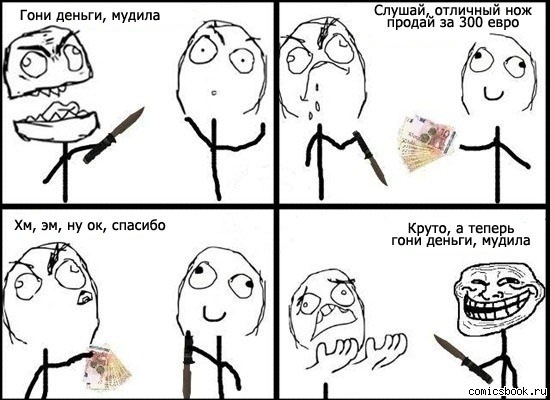 Гони деньги, мудила
Слушай, отличный нож
продай за 300 евро
Хм, эм, ну ок, спасибо
Круто, а теперь
гони деньги, мудила
comicsbook.ru